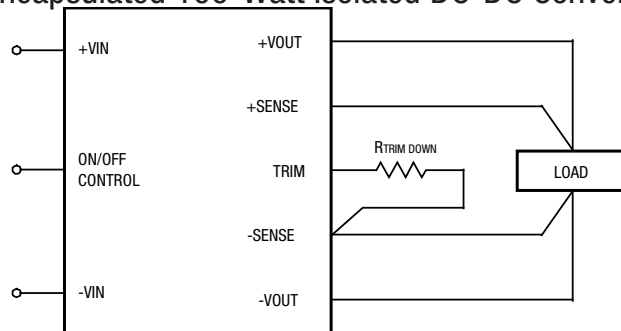 +VIN
+VOUT
+SENSE
ON/OFF
CONTROL
TRIM
RTRIM DOWN
LOAD
-SENSE
-VIN
-VOUT